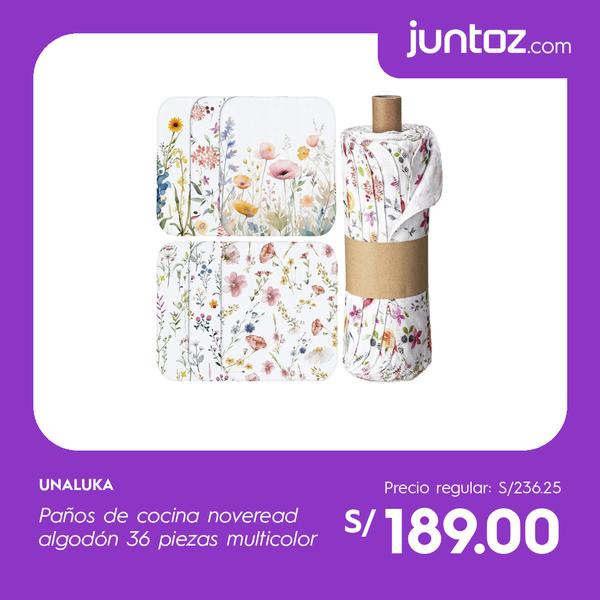 juntoz.com
UNALUKA
Paños de cocina noveread
algodón 36 piezas multicolor
Precio regular: S/236.25
S/189.00